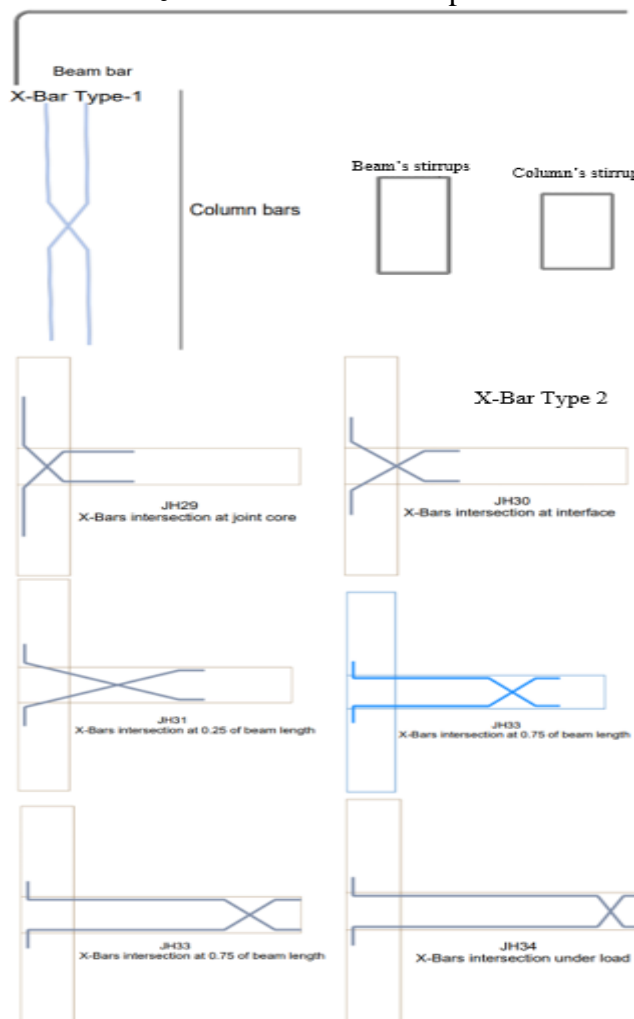 Beam bar
X-Bar Type-1
Column bars
Beam's stirrups
Column's stirrup
X-Bar Type 2
JH29
X-Bars intersection at joint core
JH30
X-Bars intersection at interface
JH31
X-Bars intersection at 0.25 of beam length
JH33
X-Bars intersection at 0.75 of beam length
JH33
X-Bars intersection at 0.75 of beam length
JH34
X-Bars intersection under load